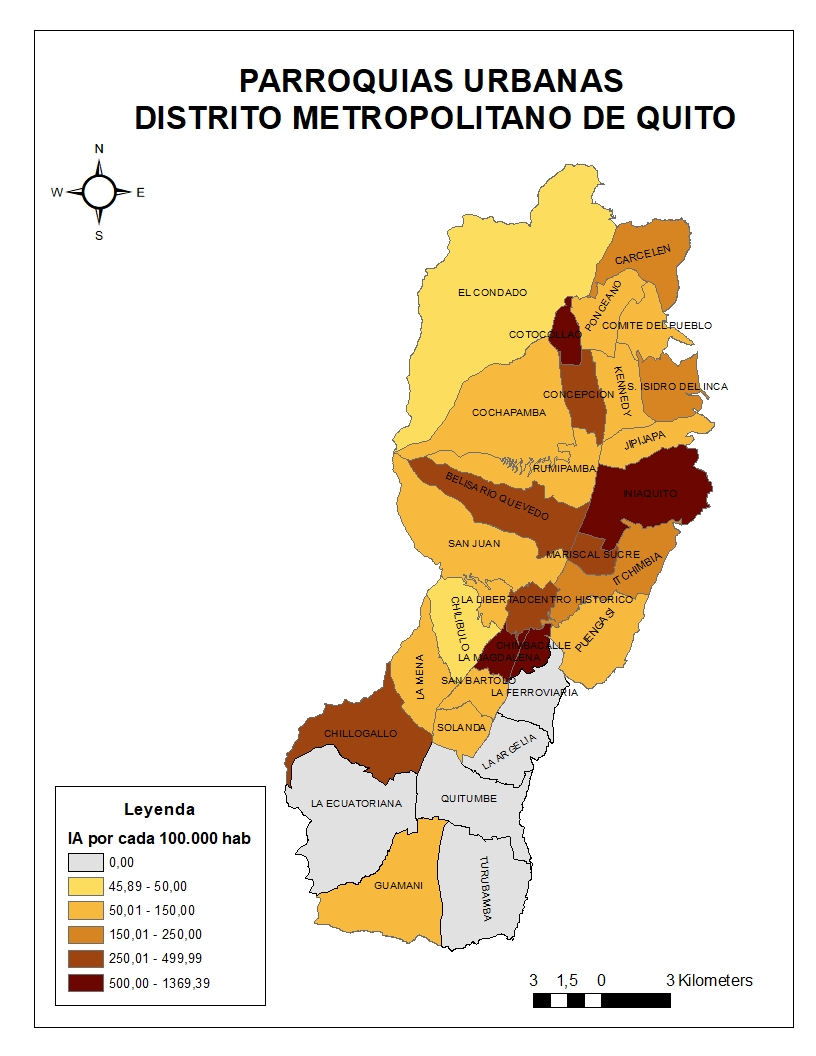 PARROQUIAS URBANAS
DISTRITO METROPOLITANO DE QUITO
N
W
E
S
CARCELEN
EL CONDADO
PONCEANO
COMITE DEL PUEBLO
COTOCOLLAO
KENNEDY
S. ISIDRO DEL INCA
CONCEPCION
COCHAPAMBA
JIPIJAPA
RUMIPAMBA
BELISARIO QUEVEDO
INIAQUITO
SAN JUAN
MARISCAL SUCRE
ITCHIMBIA
LA LIBERTAD
CENTRO HISTORICO
CHILIBULO
PUENGASI
CHIMBACALLE
LA MAGDALENA
LA MENA
SAN BARTOLO
LA FERROVIARIA
SOLANDA
CHILLOGALLO
LA ARGELIA
LA ECUATORIANA
QUITUMBE
TURUBAMBA
GUAMANI
Leyenda
IA por cada 100.000 hab
0,00
45,89 - 50,00
50,01 - 150,00
150,01 - 250,00
250,01 - 499,99
500,00 - 1369,39
3 1,5 0 3 Kilometers